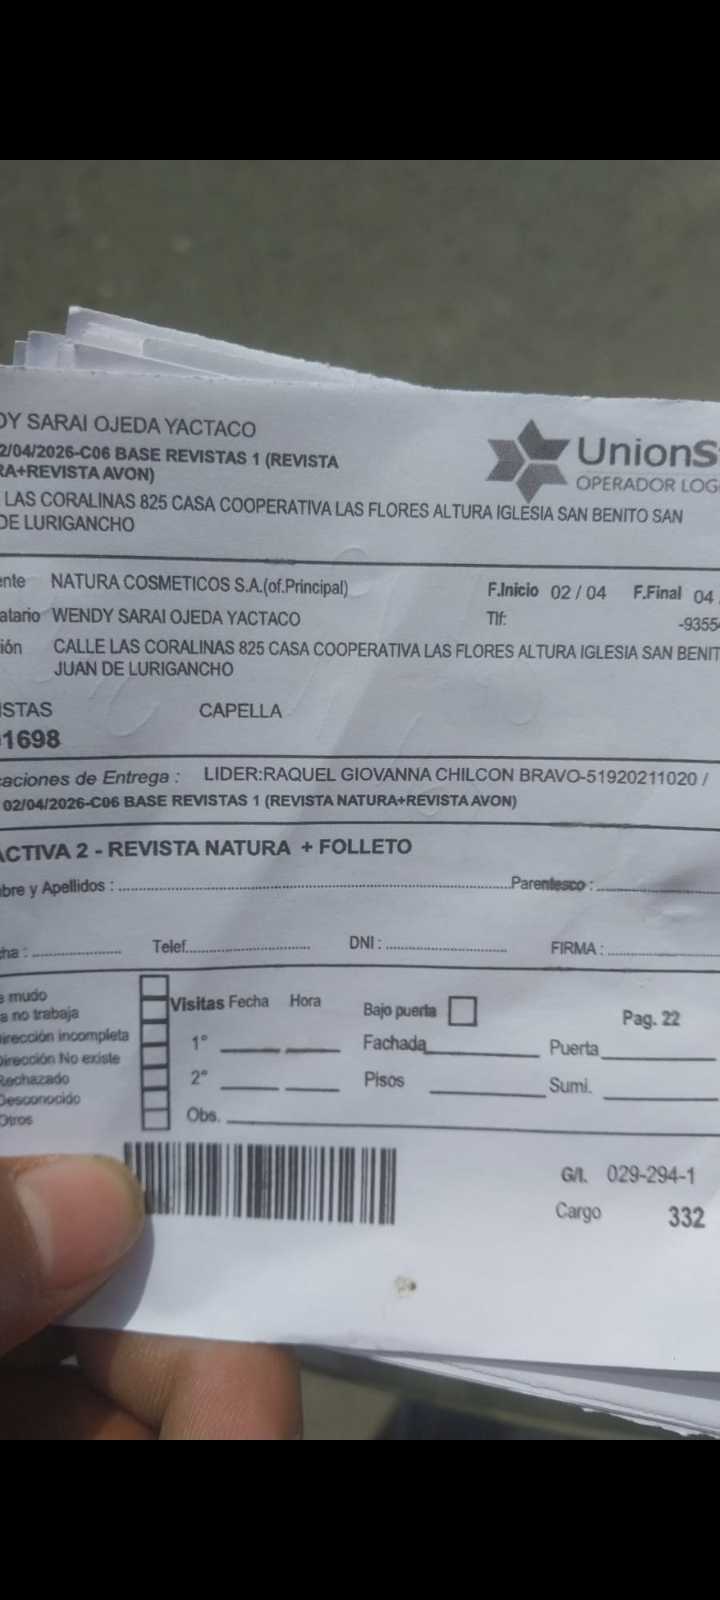 DY SARAI OJEDA YACTACO
2/04/2026-C06 BASE REVISTAS 1 (REVISTA
RA+REVISTA AVON)
LAS CORALINAS 825 CASA COOPERATIVA LAS FLORES ALTURA IGLESIA SAN BENITO SAN
DE LURIGANCHO
UnionS
OPERADOR LOG
ente NATURA COSMETICOS S.A.(of.Principal)
F.Inicio 02 / 04 F.Final 04
atario WENDY SARAI OJEDA YACTACO
Tlf: -9355
ión CALLE LAS CORALINAS 825 CASA COOPERATIVA LAS FLORES ALTURA IGLESIA SAN BENIT
JUAN DE LURIGANCHO
ISTAS CAPELLA
1698
caciones de Entrega : LIDER:RAQUEL GIOVANNA CHILCON BRAVO-51920211020 /
02/04/2026-C06 BASE REVISTAS 1 (REVISTA NATURA+REVISTA AVON)
ACTIVA 2 - REVISTA NATURA + FOLLETO
bre y Apellidos : Parentesco :
ha : Telef. DNI : FIRMA :
mudo
a no trabaja
irección incompleta
Dirección No existe
Rechazado
Desconocido
Otros
Visitas Fecha Hora
1°
2°
Obs.
Bajo puerta
Fachada
Pisos
Pag. 22
Puerta
Sumi.
G/I. 029-294-1
Cargo 332